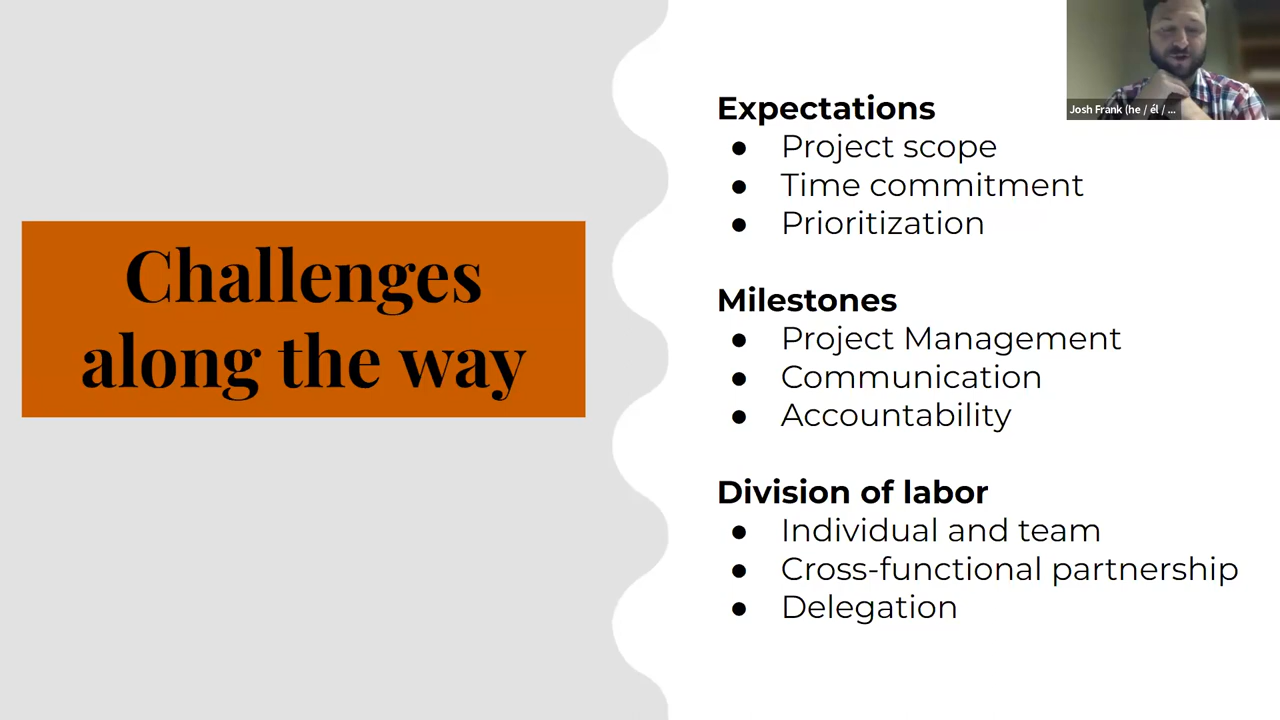 Challenges
along the way
Expectations
● Project scope
● Time commitment
● Prioritization
Milestones
● Project Management
● Communication
● Accountability
Division of labor
● Individual and team
● Cross-functional partnership
● Delegation
Josh Frank (he / él / ...